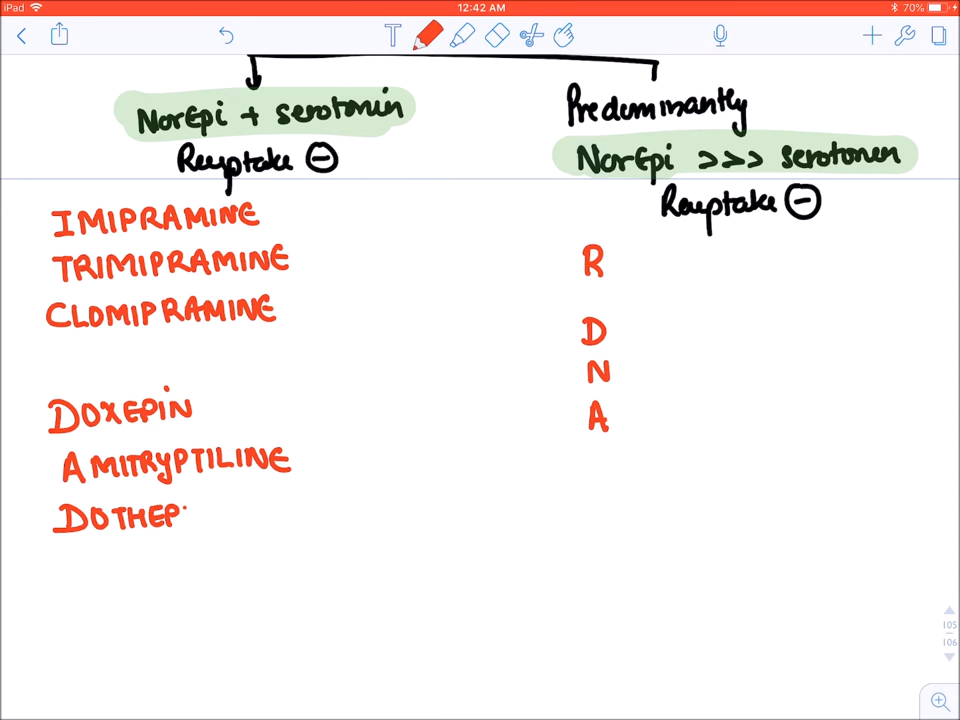 iPad
12:42 AM
70%
T
NorEpi + serotonin
Reuptake ⊖
Predominantly
NorEpi >>> serotonin
Reuptake ⊖
IMIPRAMINE
TRIMIPRAMINE
CLOMIPRAMINE
DOXEPIN
AMITRYPTILINE
DOTHEP
R
D
N
A
105
106